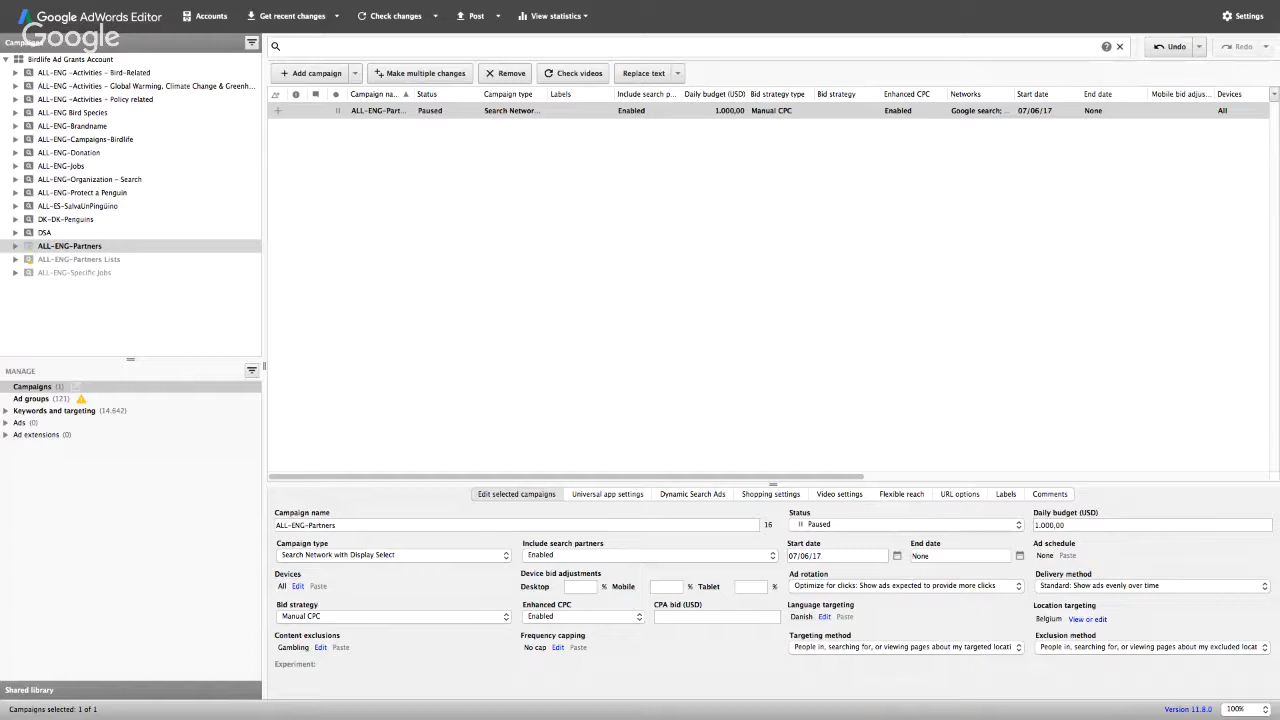 Google AdWords Editor
Accounts
Get recent changes
Check changes
Post
View statistics
Settings
Google
Birdlife Ad Grants Account
ALL-ENG -Activities - Bird-Related
ALL-ENG -Activities - Global Warming, Climate Change & Greenh...
ALL-ENG -Activities + Policy related
ALL-ENG Bird Species
ALL-ENG-Brandname
ALL-ENG-Campaigns-Birdlife
ALL-ENG-Donation
ALL-ENG-Jobs
ALL-ENG-Organization - Search
ALL-ENG-Protect a Penguin
ALL-ES-SalvaUnPingüino
DK-DK-Penguins
DSA
ALL-ENG-Partners
ALL-ENG-Partners Lists
ALL-ENG-Specific Jobs
MANAGE
Campaigns (1)
Ad groups (121)
Keywords and targeting (14.642)
Ads (0)
Ad extensions (0)
Shared library
Campaigns selected: 1 of 1
Undo
Redo
Add campaign
Make multiple changes
Remove
Check videos
Replace text
Campaign na... Status Campaign type Labels Include search p... Daily budget (USD) Bid strategy type Bid strategy Enhanced CPC Networks Start date End date Mobile bid adjus... Devices
ALL-ENG-Part... Paused Search Networ... Enabled 1.000,00 Manual CPC Enabled Google search; ... 07/06/17 None All
Edit selected campaigns Universal app settings Dynamic Search Ads Shopping settings Video settings Flexible reach URL options Labels Comments
Campaign name Status Daily budget (USD)
ALL-ENG-Partners 16 Paused 1.000,00
Campaign type Include search partners Start date End date Ad schedule
Search Network with Display Select Enabled 07/06/17 None None Paste
Devices Device bid adjustments Ad rotation Delivery method
All Edit Paste Desktop % Mobile % Tablet % Optimize for clicks: Show ads expected to provide more clicks Standard: Show ads evenly over time
Bid strategy Enhanced CPC CPA bid (USD) Language targeting Location targeting
Manual CPC Enabled Danish Edit Paste Belgium View or edit
Content exclusions Frequency capping Targeting method Exclusion method
Gambling Edit Paste No cap Edit Paste People in, searching for, or viewing pages about my targeted locati People in, searching for, or viewing pages about my excluded locat
Experiment:
Version 11.8.0 100%